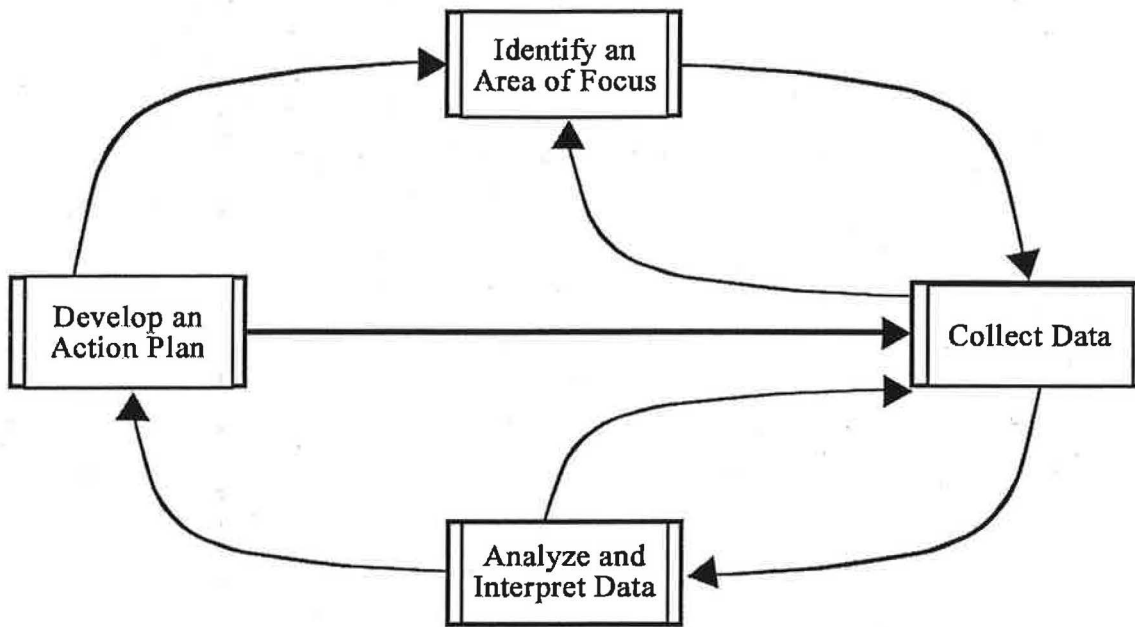 Identify an
Area of Focus
Develop an
Action Plan
Collect Data
Analyze and
Interpret Data